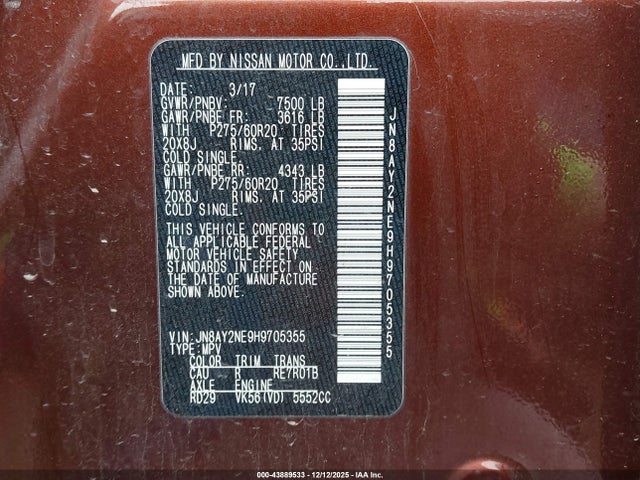 MFD BY NISSAN MOTOR CO.,LTD.
DATE: 3/17
GVWR/PNBV: 7500 LB
GAWR/PNBE FR: 3616 LB
WITH P275/60R20 TIRES
20X8J RIMS. AT 35PSI
COLD SINGLE.
GAWR/PNBE RR: 4343 LB
WITH P275/60R20 TIRES
20X8J RIMS. AT 35PSI
COLD SINGLE.
THIS VEHICLE CONFORMS TO
ALL APPLICABLE FEDERAL
MOTOR VEHICLE SAFETY
STANDARDS IN EFFECT ON
THE DATE OF MANUFACTURE
SHOWN ABOVE.
VIN: JN8AY2NE9H9705355
TYPE: MPV
COLOR TRIM TRANS
CAU R RE7R01B
AXLE ENGINE
RD29 VK56(VD) 5552CC
JN8AY2NE9H9705355
000-43889533 - 12/12/2025 - IAA Inc.